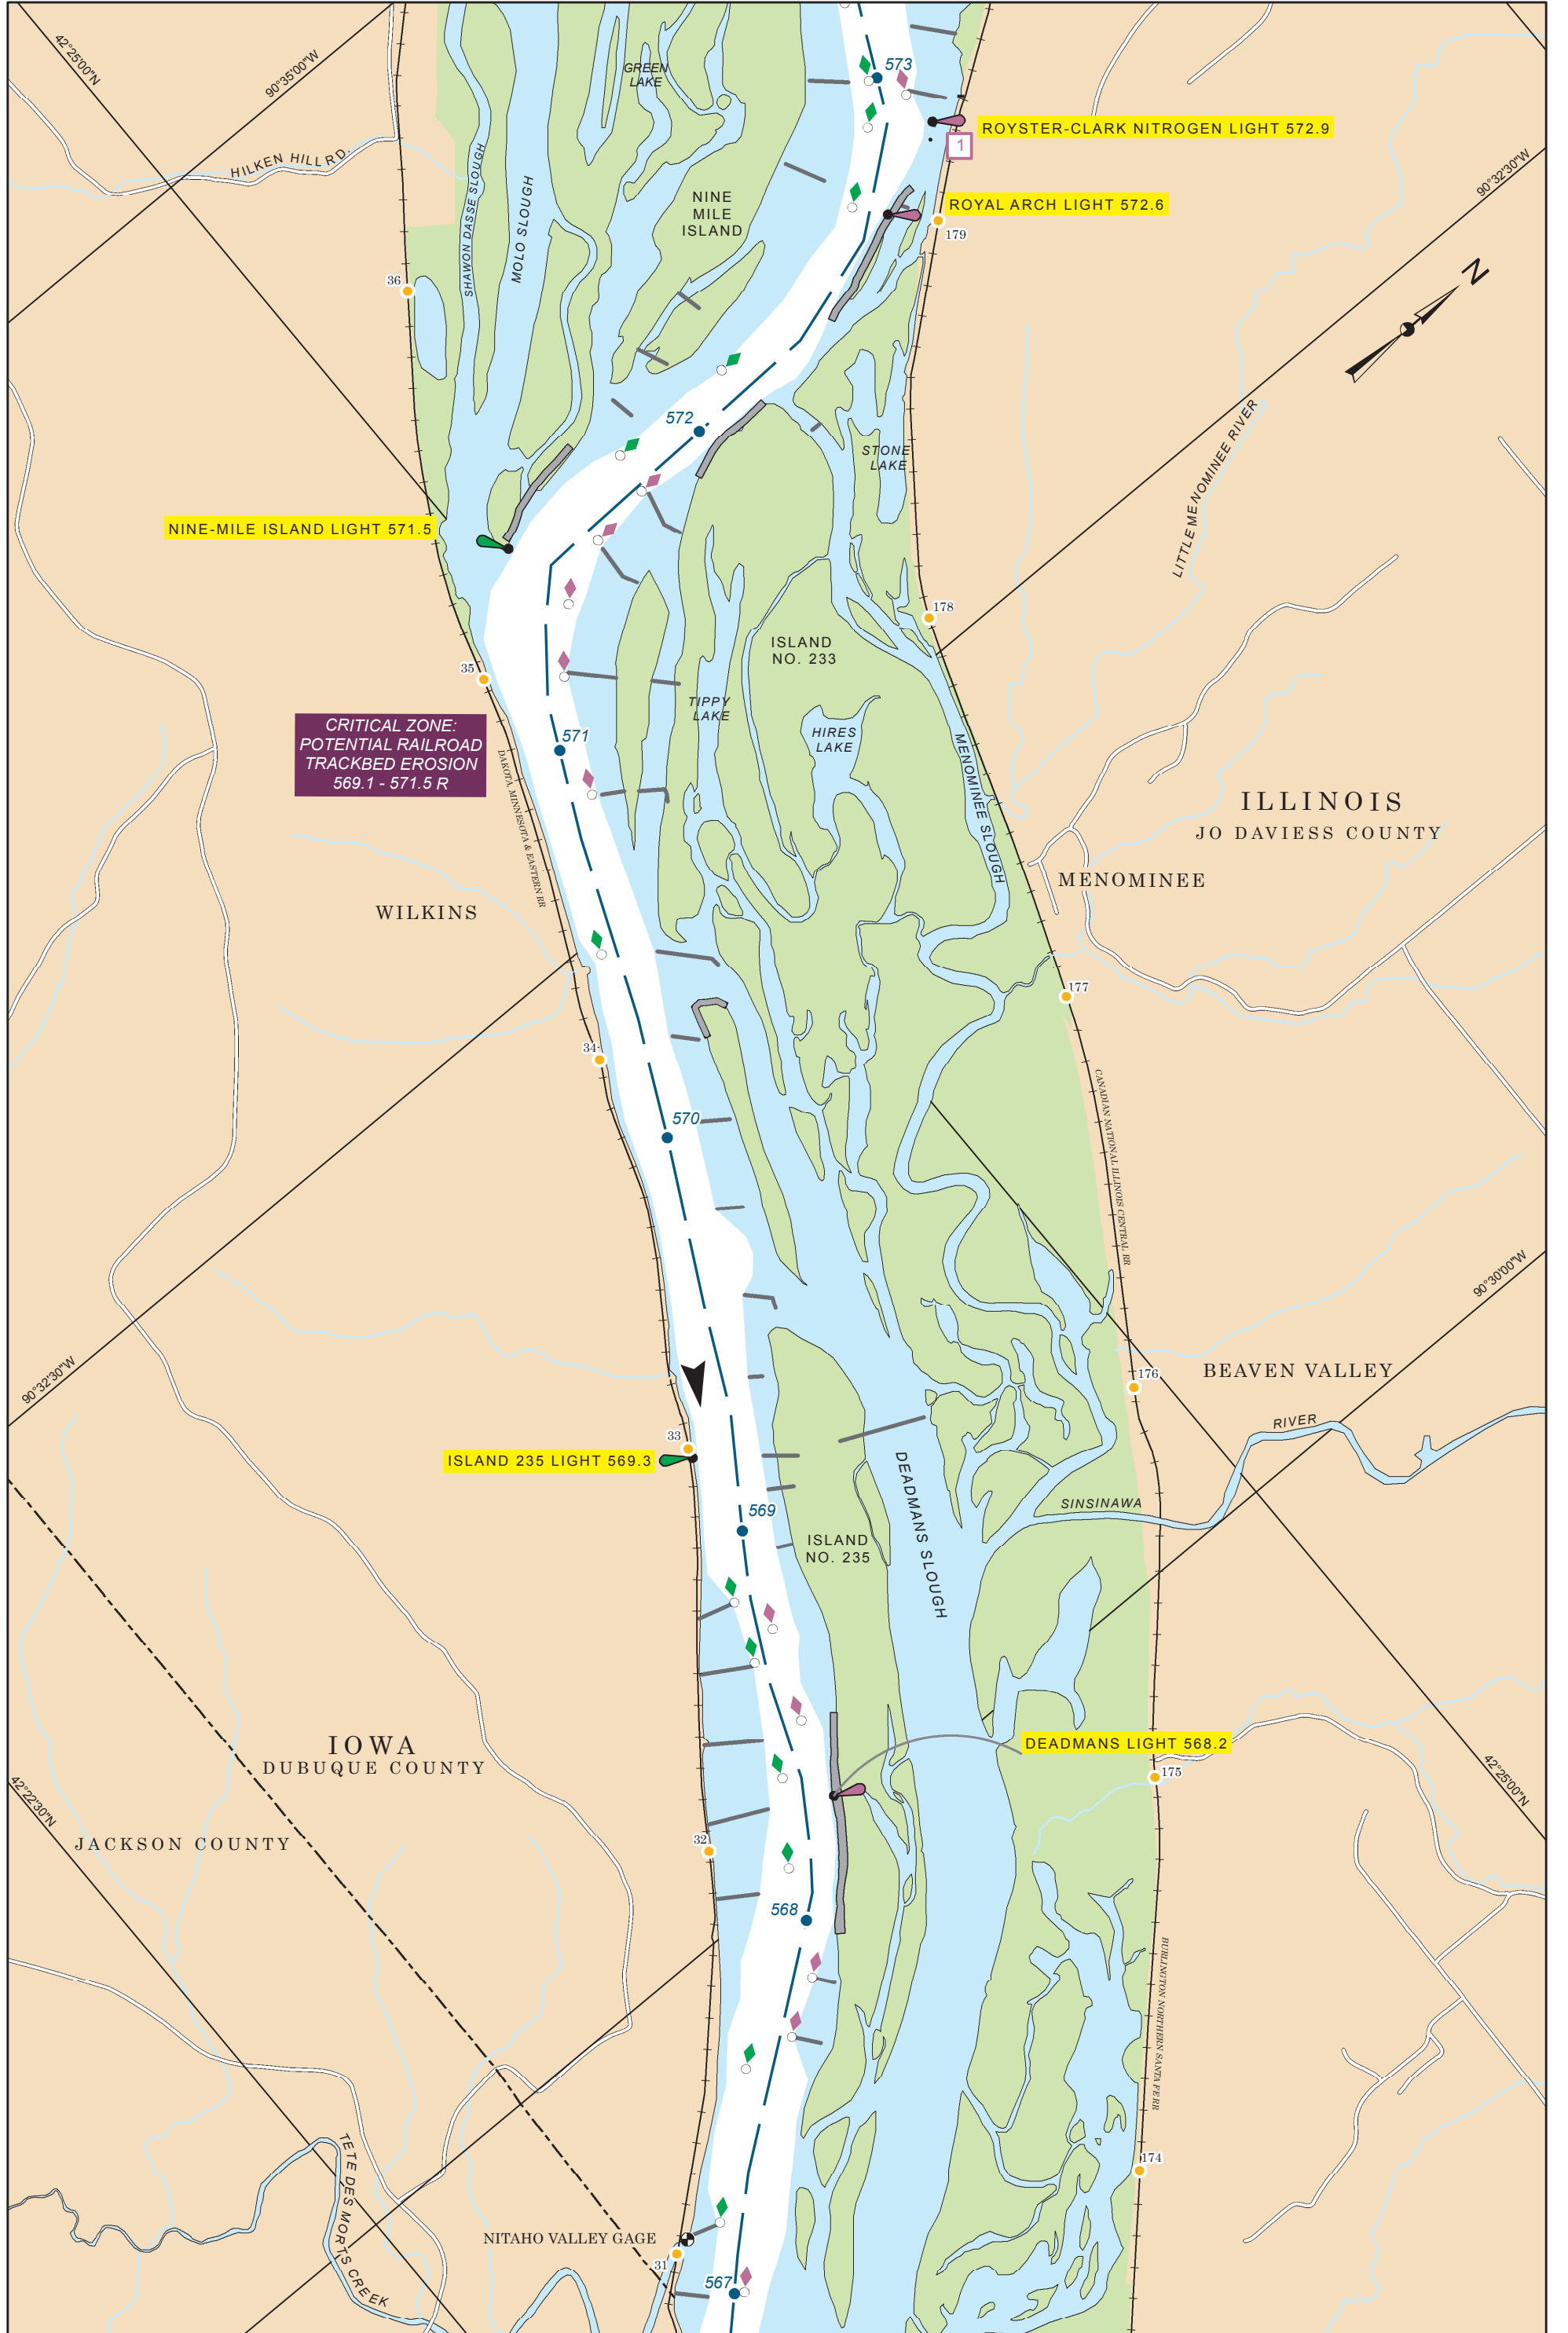 42°25'00"N
90°35'00"W
HILKEN HILL RD.
GREEN
LAKE
573
ROYSTER-CLARK NITROGEN LIGHT 572.9
1
SHAWON DASSE SLOUGH
MOLO SLOUGH
NINE
MILE
ISLAND
ROYAL ARCH LIGHT 572.6
179
90°32'30"W
N
36
572
STONE
LAKE
LITTLE MENOMINEE RIVER
NINE-MILE ISLAND LIGHT 571.5
178
ISLAND
NO. 233
35
TIPPY
LAKE
HIRES
LAKE
571
CRITICAL ZONE:
POTENTIAL RAILROAD
TRACKBED EROSION
569.1 - 571.5 R
DAKOTA, MINNESOTA & EASTERN RR
MENOMINEE SLOUGH
ILLINOIS
JO DAVIESS COUNTY
MENOMINEE
WILKINS
177
34
570
CANADIAN NATIONAL ILLINOIS CENTRAL RR
90°30'00"W
90°32'30"W
176
BEAVEN VALLEY
RIVER
33
ISLAND 235 LIGHT 569.3
DEADMANS SLOUGH
SINSINAWA
569
ISLAND
NO. 235
IOWA
DUBUQUE COUNTY
DEADMANS LIGHT 568.2
175
42°25'00"N
42°22'30"N
JACKSON COUNTY
32
568
BURLINGTON NORTHERN SANTA FE RR
174
TETE DES MORTS CREEK
NITAHO VALLEY GAGE
31
567